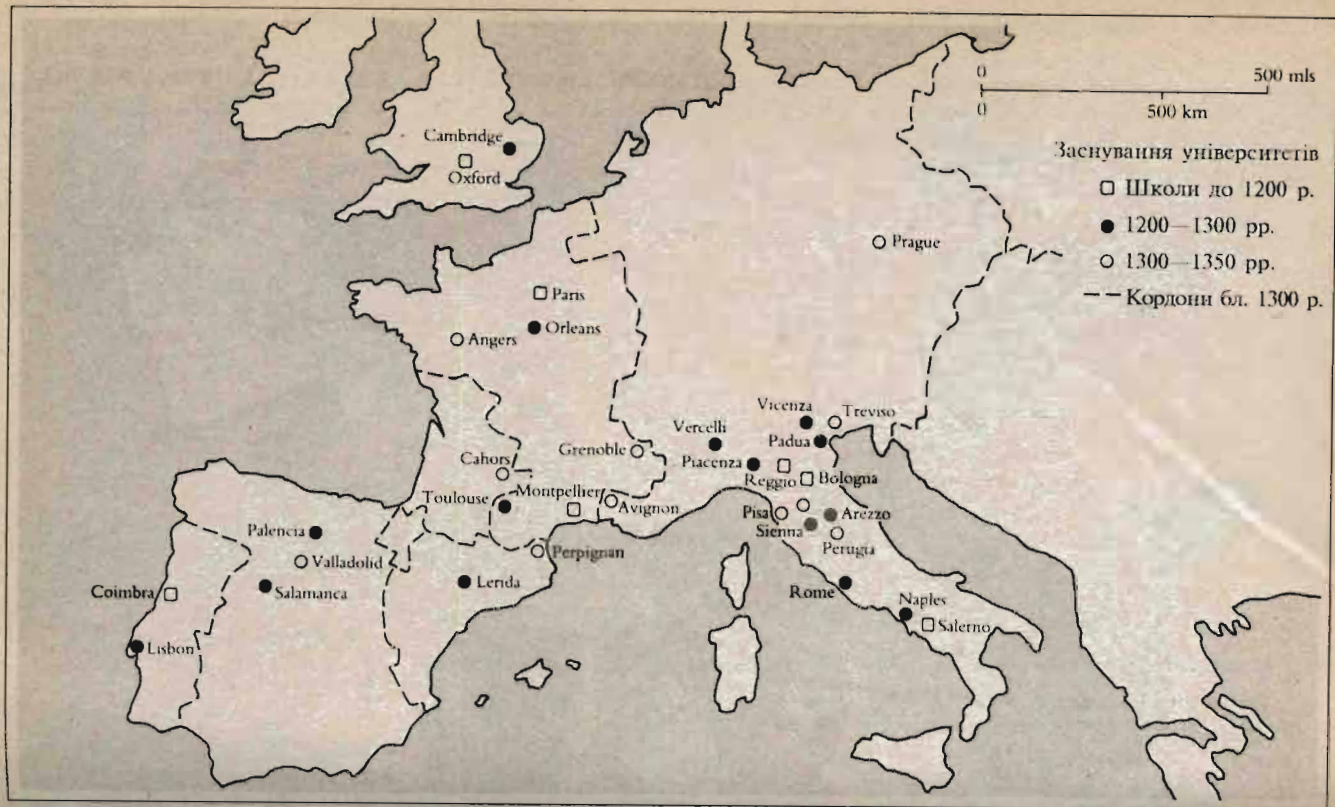 0
500 mls
0
500 km
Заснування університетів
Школи до 1200 р.
1200—1300 рр.
1300—1350 рр.
Кордони бл. 1300 р.
Cambridge
Oxford
Prague
Paris
Orleans
Angers
Vicenza
Treviso
Vercelli
Padua
Grenoble
Piacenza
Cahors
Reggio
Bologna
Toulouse
Montpellier
Avignon
Pisa
Arezzo
Sienna
Palencia
Perugia
Valladolid
Perpignan
Coimbra
Salamanca
Lerida
Rome
Naples
Salerno
Lisbon